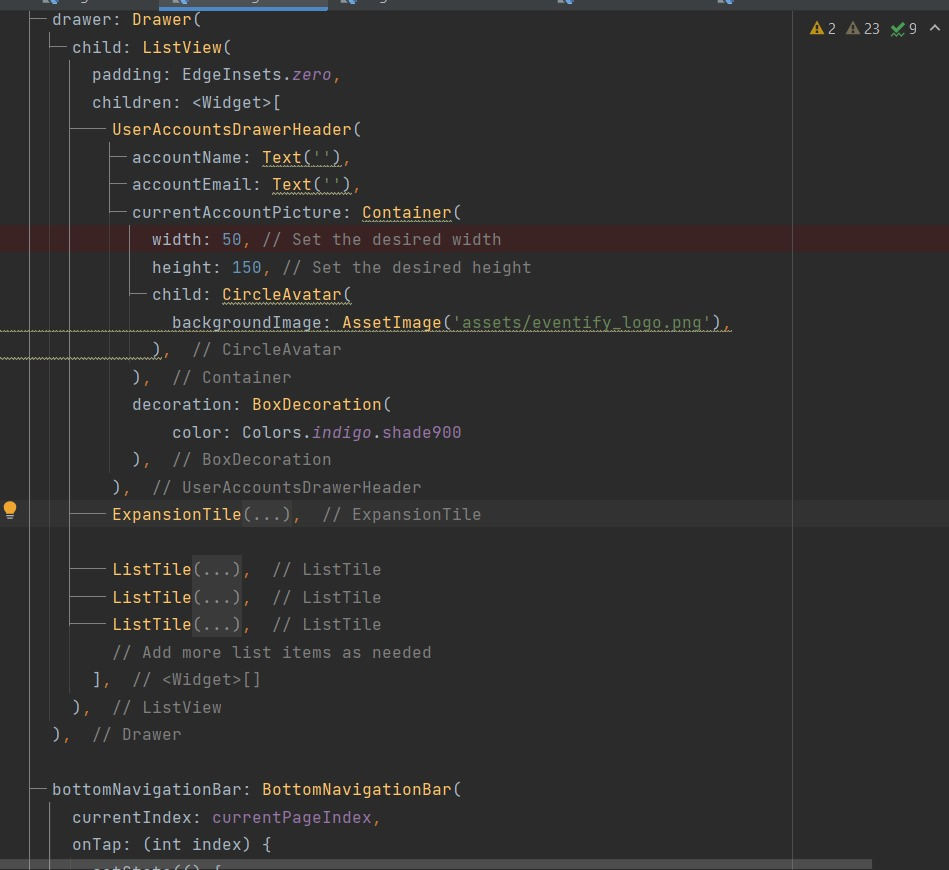 drawer: Drawer(
child: ListView(
padding: EdgeInsets.zero,
children: <Widget>[
UserAccountsDrawerHeader(
accountName: Text(''),
accountEmail: Text(''),
currentAccountPicture: Container(
width: 50, // Set the desired width
height: 150, // Set the desired height
child: CircleAvatar(
backgroundImage: AssetImage('assets/eventify_logo.png'),
), // CircleAvatar
), // Container
decoration: BoxDecoration(
color: Colors.indigo.shade900
), // BoxDecoration
), // UserAccountsDrawerHeader
ExpansionTile(...), // ExpansionTile
ListTile(...), // ListTile
ListTile(...), // ListTile
ListTile(...), // ListTile
// Add more list items as needed
], // <Widget>[]
), // ListView
), // Drawer
bottomNavigationBar: BottomNavigationBar(
currentIndex: currentPageIndex,
onTap: (int index) {
setState(() {
2 23 9